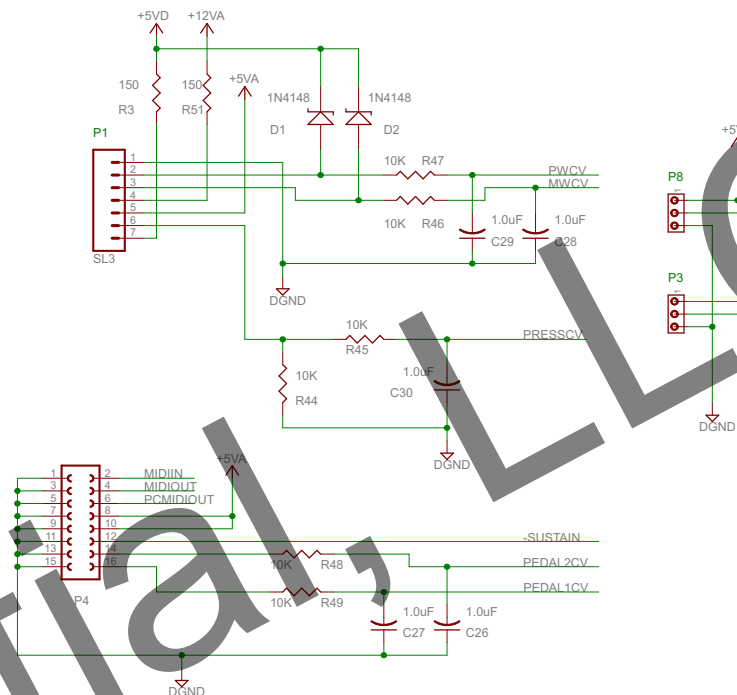 +5VD +12VA
+5VA
150 150
R3 R51
1N4148 1N4148
D1 D2
P1
1
2
3
4
5
6
7
SL3
10K R47
PWCV
MWCV
10K R46
1.0uF 1.0uF
C29 C28
DGND
10K
R45
PRESSCV
10K
R44
1.0uF
C30
DGND
P8
1
P3
1
DGND
+5VA
1 2 MIDIIN
3 4 MIDIOUT
5 6 PCMIDIOUT
7 8
9 10
11 12 -SUSTAIN
13 14
15 16
P4
10K R48 PEDAL2CV
10K R49 PEDAL1CV
1.0uF 1.0uF
C27 C26
DGND
ial, LL